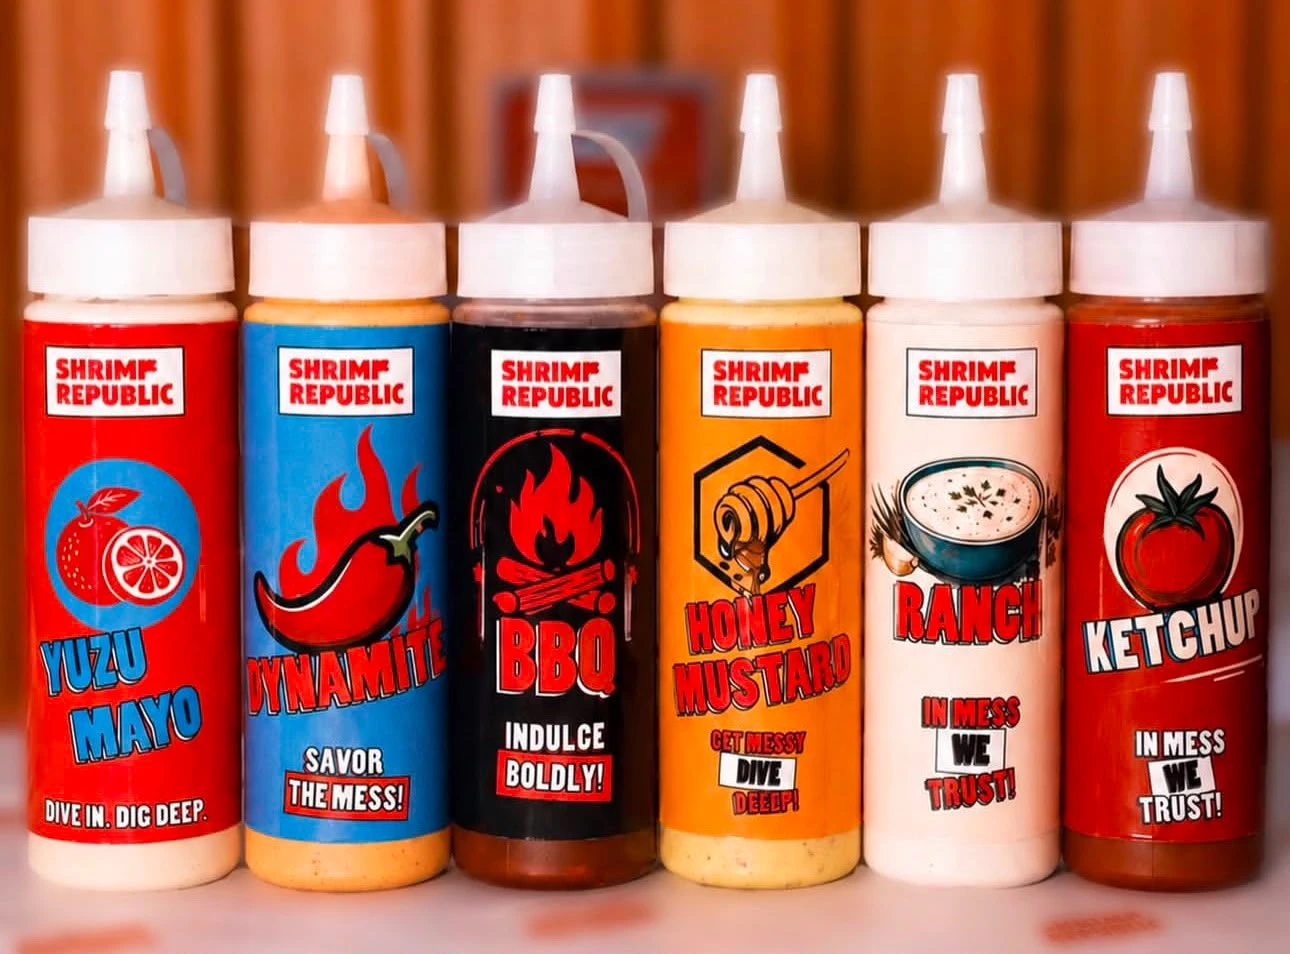 SHRIMP
REPUBLIC
YUZU
MAYO
DIVE IN. DIG DEEP.
SHRIMP
REPUBLIC
DYNAMITE
SAVOR
THE MESS!
SHRIMP
REPUBLIC
BBQ
INDULGE
BOLDLY!
SHRIMP
REPUBLIC
HONEY
MUSTARD
GET MESSY
DIVE
DEEEP!
SHRIMP
REPUBLIC
RANCH
IN MESS
WE
TRUST!
SHRIMP
REPUBLIC
KETCHUP
IN MESS
WE
TRUST!